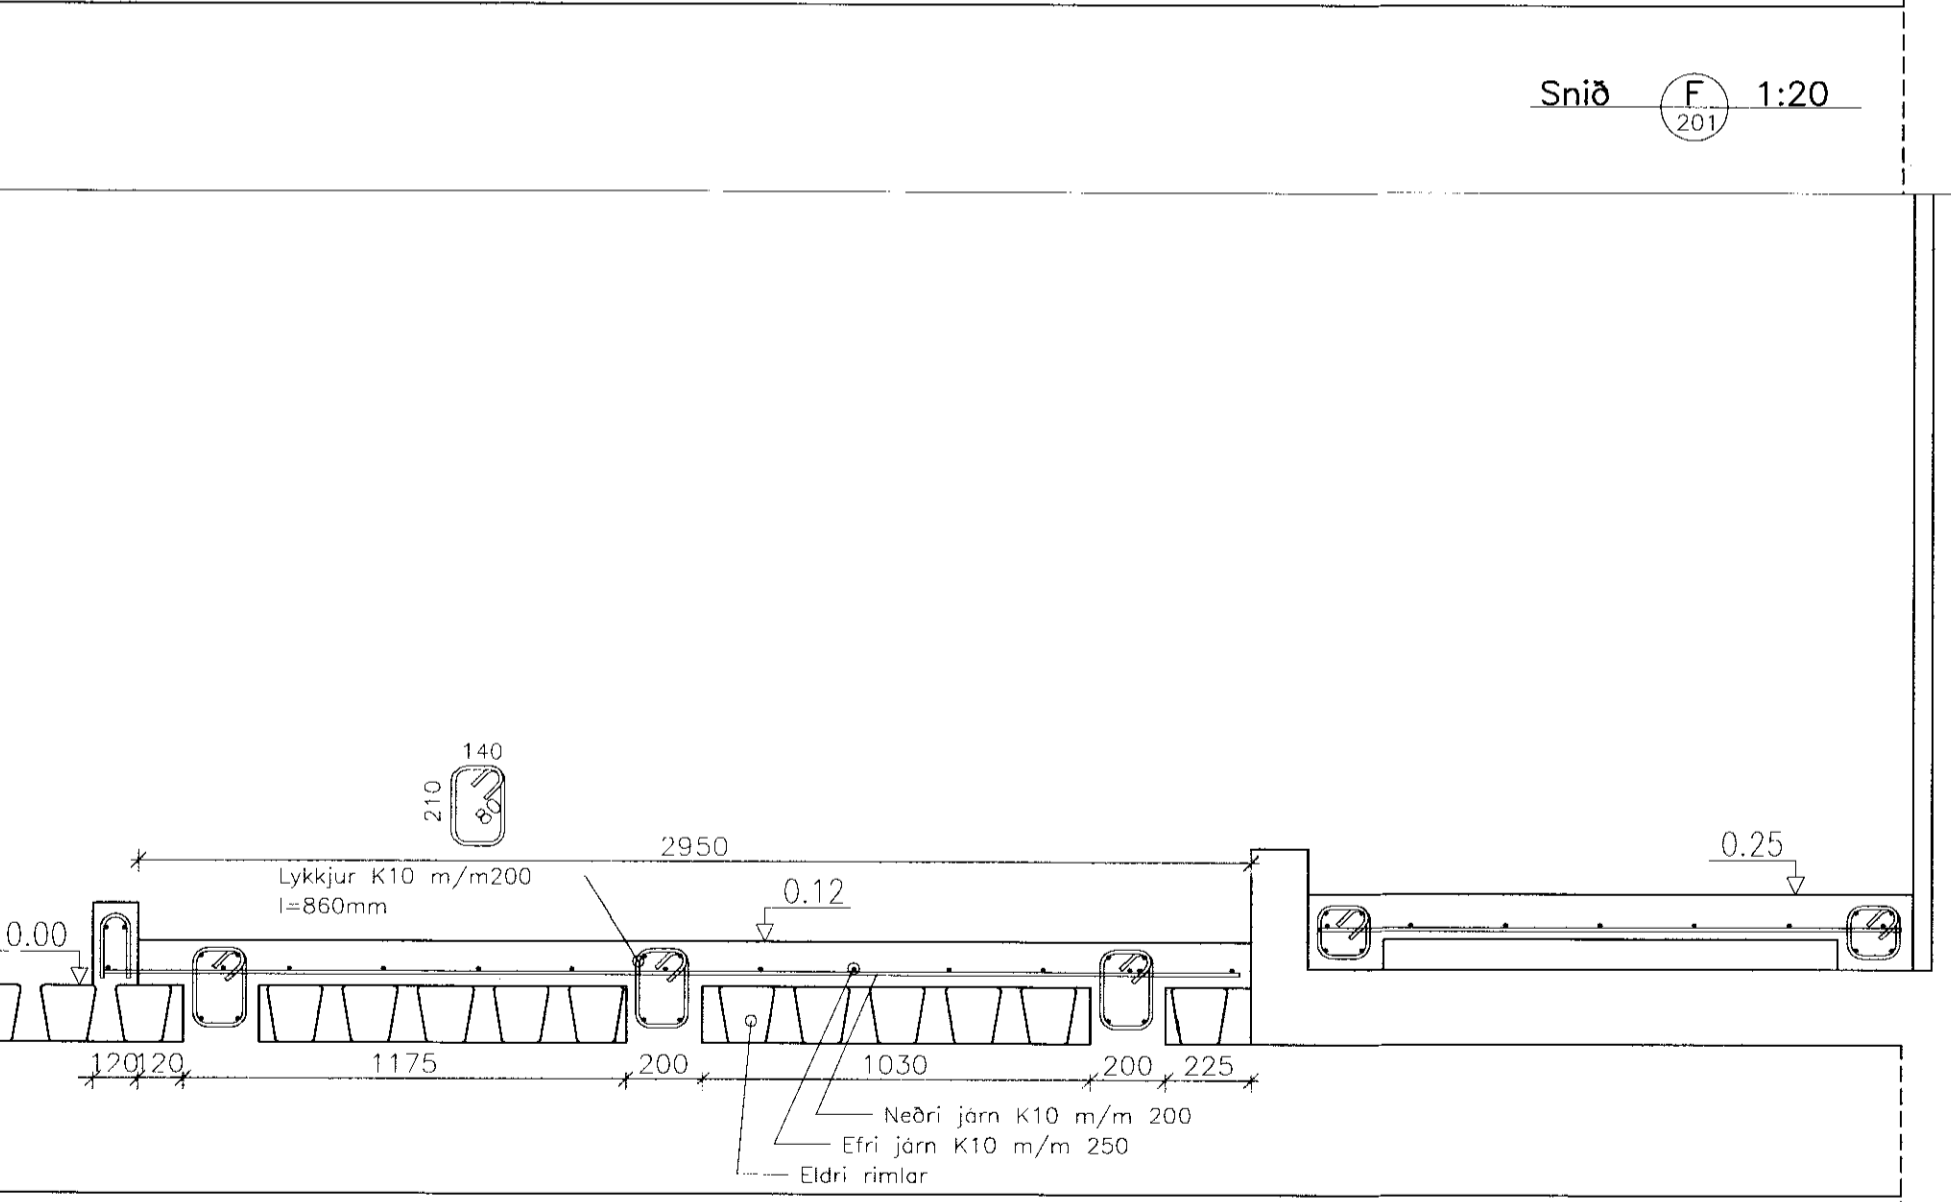 Snið F 1:20
201
140
210
80
2950
Lykkjur K10 m/m200
l=860mm
0.25
0.12
0.00
120 120 1175 200 1030 200 225
Neðri járn K10 m/m 200
Efri járn K10 m/m 250
Eldri rimlar